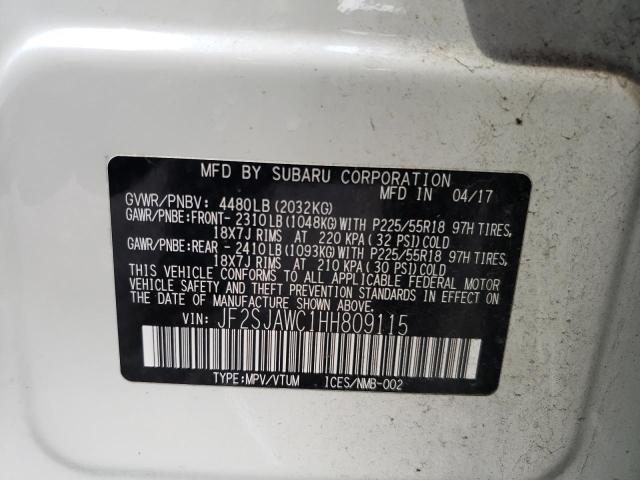 MFD BY SUBARU CORPORATION
MFD IN 04/17
GVWR/PNBV: 4480LB (2032KG)
GAWR/PNBE:FRONT- 2310LB (1048KG) WITH P225/55R18 97H TIRES,
18X7J RIMS AT 220 KPA ( 32 PSI) COLD
GAWR/PNBE:REAR - 2410LB (1093KG) WITH P225/55R18 97H TIRES,
18X7J RIMS AT 210 KPA ( 30 PSI) COLD
THIS VEHICLE CONFORMS TO ALL APPLICABLE FEDERAL MOTOR
VEHICLE SAFETY AND THEFT PREVENTION STANDARDS
IN EFFECT ON THE DATE OF MANUFACTURE SHOWN ABOVE.
VIN: JF2SJAWC1HH809115
TYPE:MPV/VTUM ICES/NMB-002